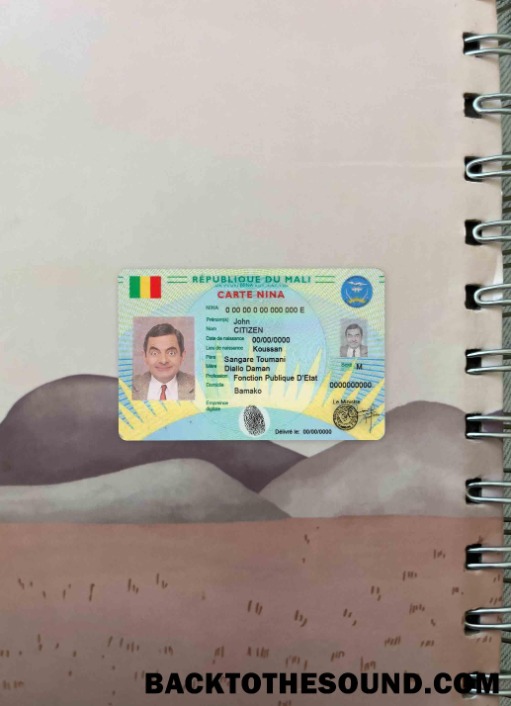 RÉPUBLIQUE DU MALI
CARTE NINA
NINA: 0 00 00 0 00 000 000 E
Prénom(s): John
Nom: CITIZEN
Date de naissance 00/00/0000
Lieu de naissance: Koussan
Père: Sangare Toumani
Mère: Diallo Daman
Sexe: M
Profession: Fonction Publique D'Etat
0000000000
Domicile: Bamako
Le Ministre
Empreinte digitale
Délivré le: 00/00/0000
BACKTOTHESOUND.COM